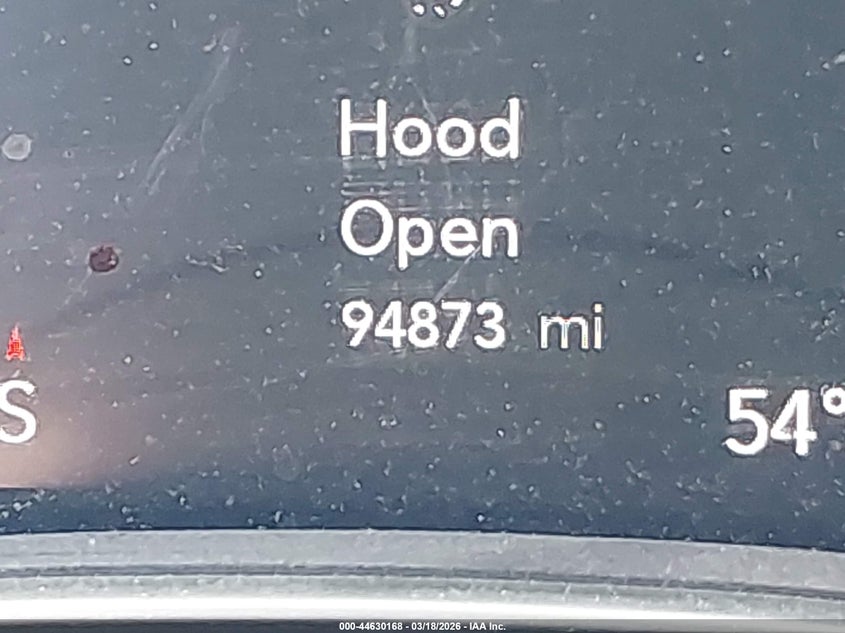 Hood
Open
94873 mi
S
54°
000-44630168 - 03/18/2026 - IAA Inc.